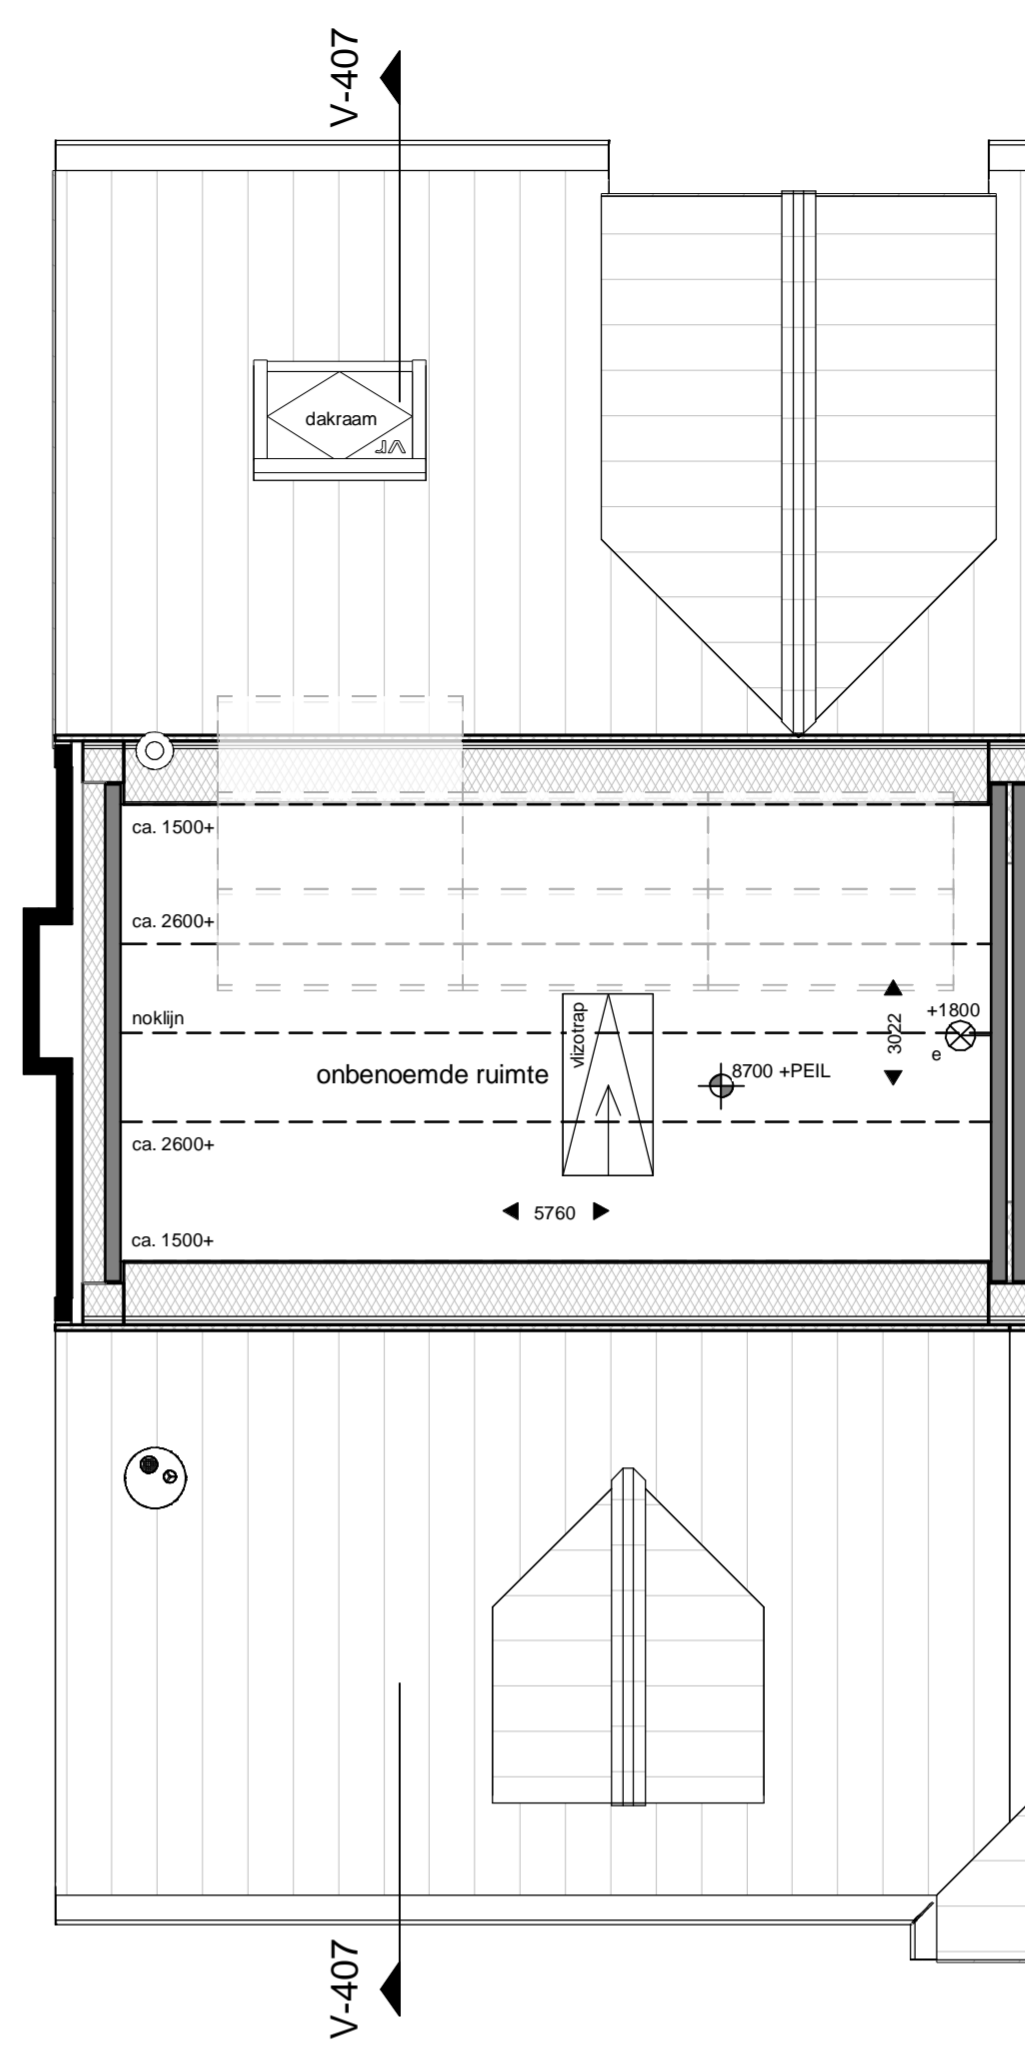 V-407
dakraam
vr
ca. 1500+
ca. 2600+
noklijn
vlizotrap
3022
+1800
e
onbenoemde ruimte
8700 +PEIL
ca. 2600+
5760
ca. 1500+
V-407